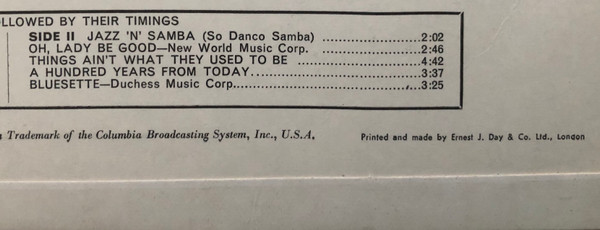 OLLOWED BY THEIR TIMINGS
SIDE II JAZZ 'N' SAMBA (So Danco Samba) ........................2:02
OH, LADY BE GOOD—New World Music Corp. ........................2:46
THINGS AIN'T WHAT THEY USED TO BE ..............................4:42
A HUNDRED YEARS FROM TODAY........................................3:37
BLUESETTE—Duchess Music Corp........................................3:25
Trademark of the Columbia Broadcasting System, Inc., U.S.A.
Printed and made by Ernest J. Day & Co. Ltd., London